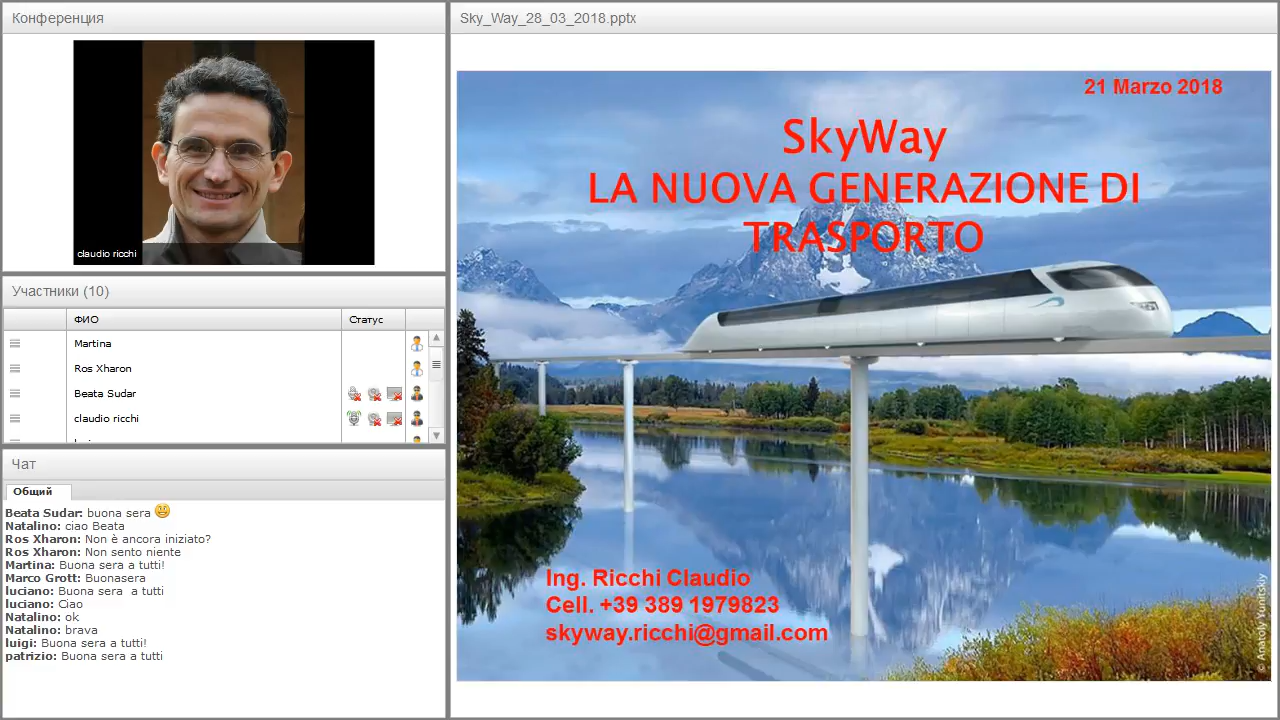 Конференция
claudio ricchi
Участники (10)
ФИО
Статус
Martina
Ros Xharon
Beata Sudar
claudio ricchi
Чат
Общий
Beata Sudar: buona sera
Natalino: ciao Beata
Ros Xharon: Non è ancora iniziato?
Ros Xharon: Non sento niente
Martina: Buona sera a tutti!
Marco Grott: Buonasera
luciano: Buona sera a tutti
luciano: Ciao
Natalino: ok
Natalino: brava
luigi: Buona sera a tutti!
patrizio: Buona sera a tutti
Sky_Way_28_03_2018.pptx
21 Marzo 2018
SkyWay
LA NUOVA GENERAZIONE DI
TRASPORTO
Ing. Ricchi Claudio
Cell. +39 389 1979823
skyway.ricchi@gmail.com
© Anatoly Yunitskiy